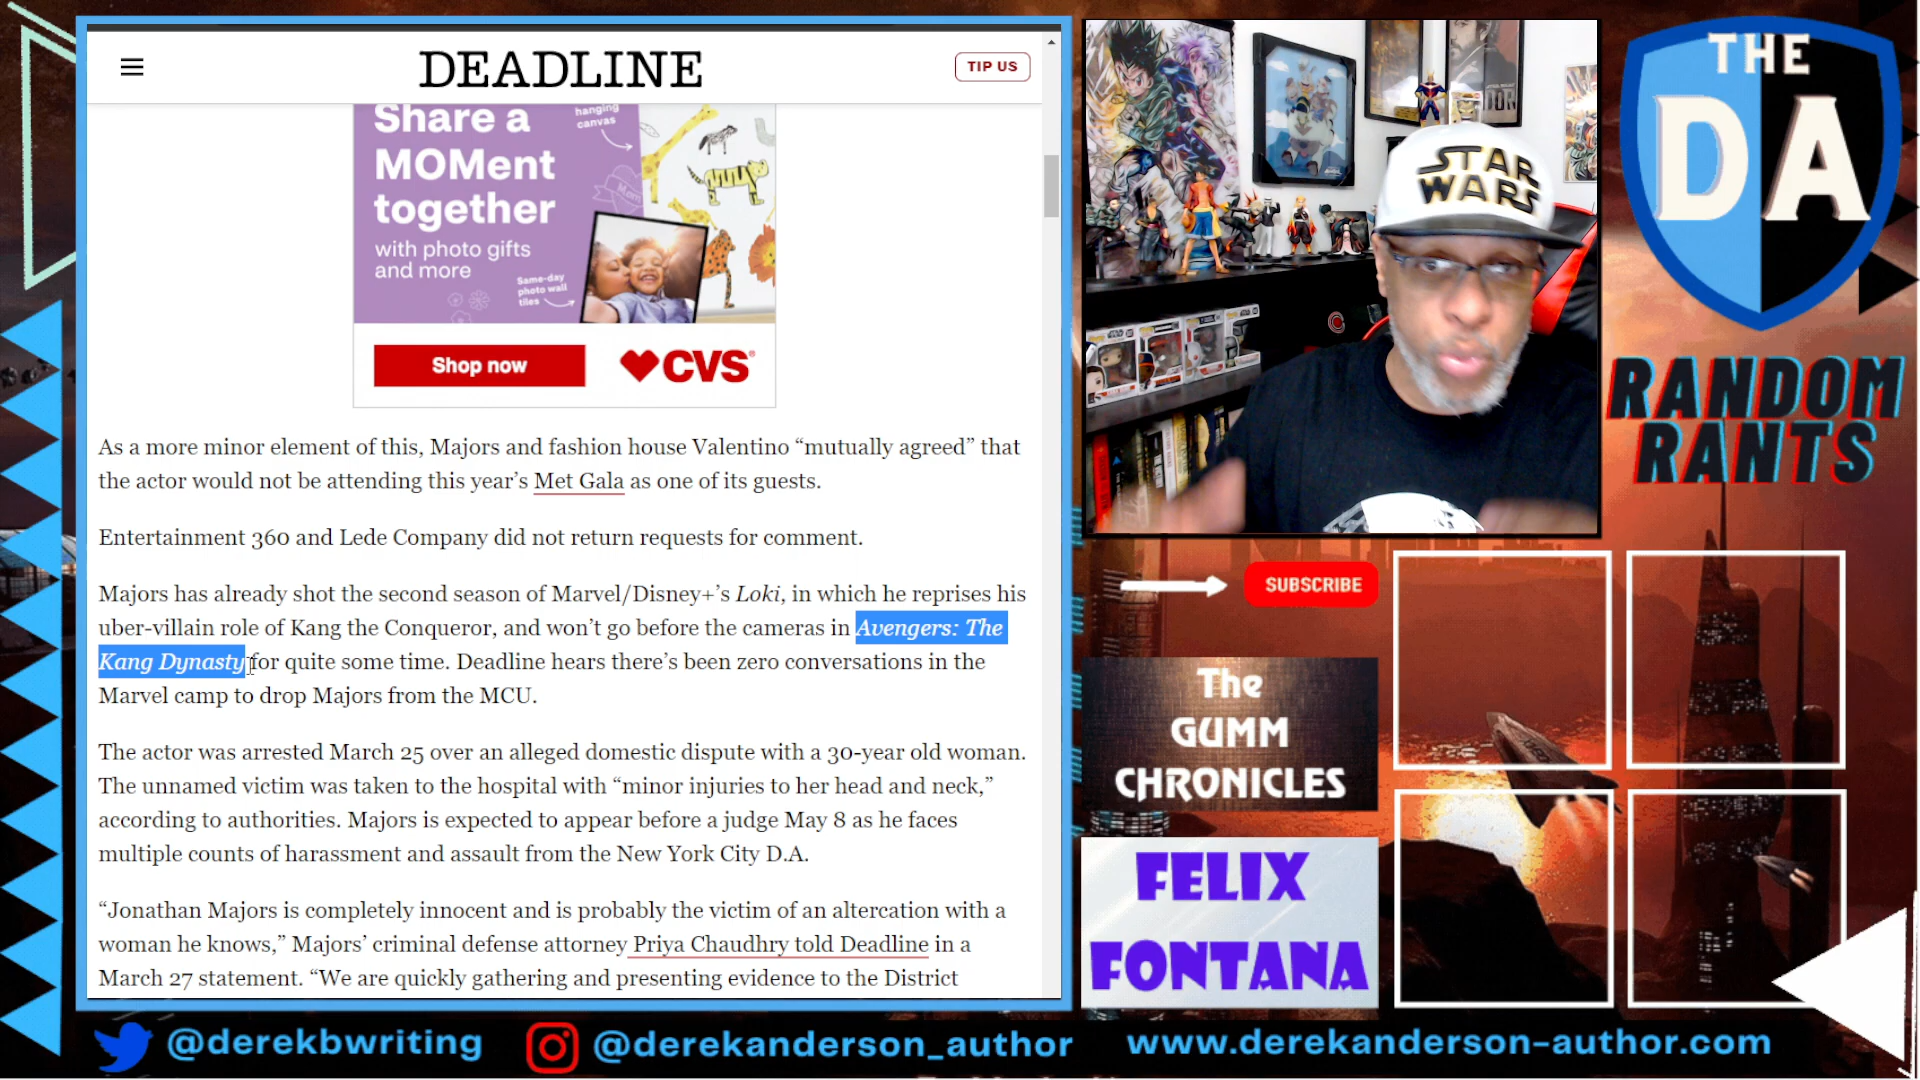 DEADLINE
TIP US
Share a
MOMent
together
with photo gifts
and more
hanging
canvas
Same-day
photo wall
tiles
Shop now
CVS
As a more minor element of this, Majors and fashion house Valentino “mutually agreed” that
the actor would not be attending this year’s Met Gala as one of its guests.
Entertainment 360 and Lede Company did not return requests for comment.
Majors has already shot the second season of Marvel/Disney+’s Loki, in which he reprises his
uber-villain role of Kang the Conqueror, and won’t go before the cameras in Avengers: The
Kang Dynasty for quite some time. Deadline hears there’s been zero conversations in the
Marvel camp to drop Majors from the MCU.
The actor was arrested March 25 over an alleged domestic dispute with a 30-year old woman.
The unnamed victim was taken to the hospital with “minor injuries to her head and neck,”
according to authorities. Majors is expected to appear before a judge May 8 as he faces
multiple counts of harassment and assault from the New York City D.A.
“Jonathan Majors is completely innocent and is probably the victim of an altercation with a
woman he knows,” Majors’ criminal defense attorney Priya Chaudhry told Deadline in a
March 27 statement. “We are quickly gathering and presenting evidence to the District
STAR
WARS
THE
DA
RANDOM
RANTS
SUBSCRIBE
The
GUMM
CHRONICLES
FELIX
FONTANA
@derekbwriting
@derekanderson_author
www.derekanderson-author.com